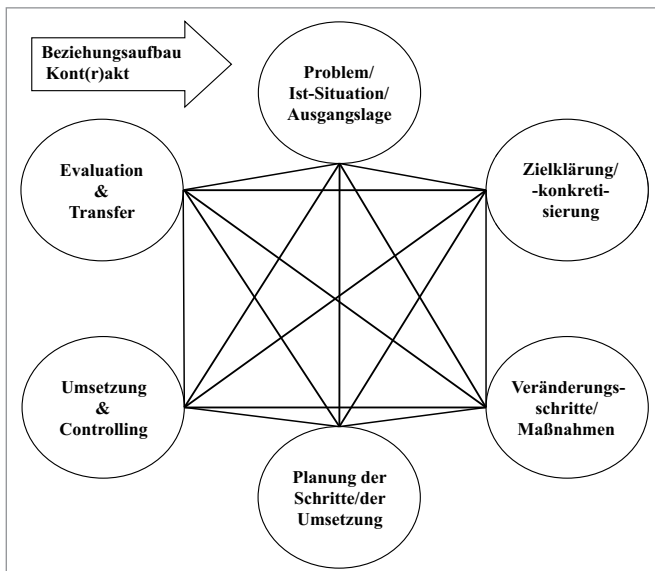 Beziehungsaufbau
Kont(r)akt
Problem/
Ist-Situation/
Ausgangslage
Evaluation
&
Transfer
Zielklärung/
-konkreti-
sierung
Umsetzung
&
Controlling
Veränderungs-
schritte/
Maßnahmen
Planung der
Schritte/der
Umsetzung